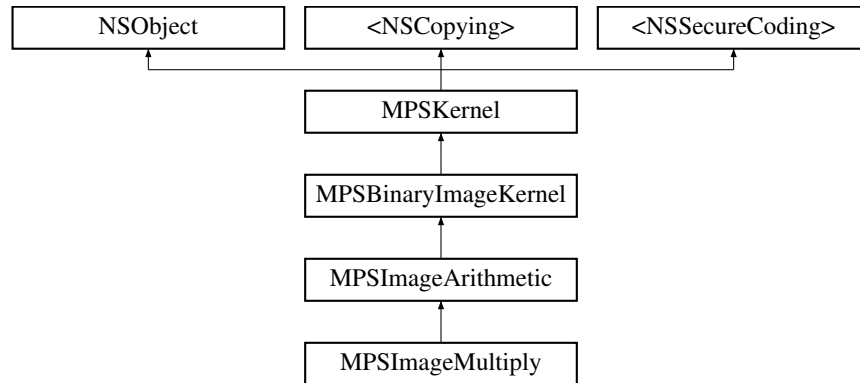 NSObject
<NSCopying>
<NSSecureCoding>
MPSKernel
MPSBinaryImageKernel
MPSImageArithmetic
MPSImageMultiply